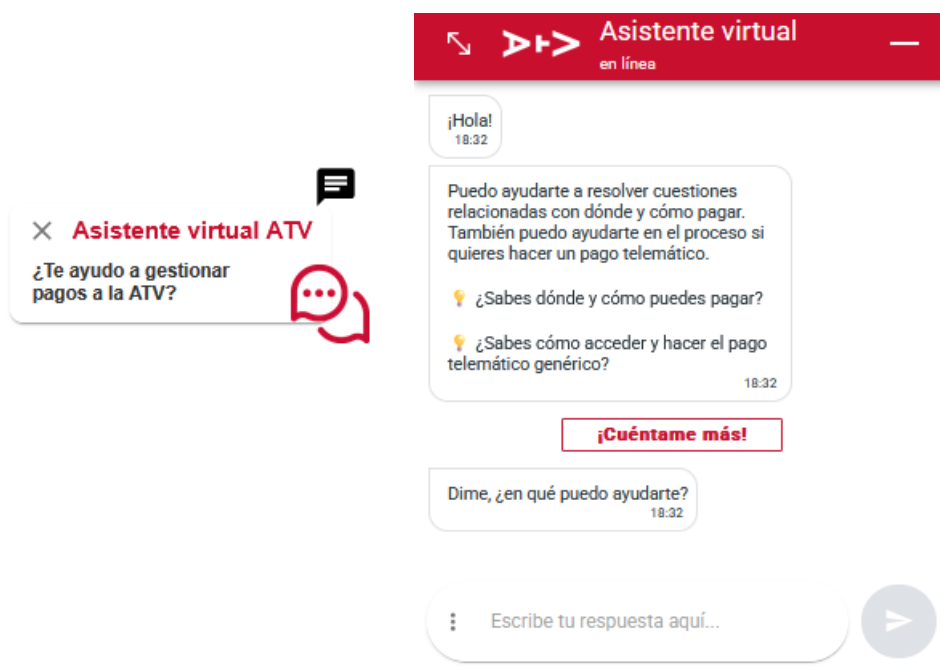 Asistente virtual ATV
¿Te ayudo a gestionar
pagos a la ATV?
ATV
Asistente virtual
en línea
¡Hola!
18:32
Puedo ayudarte a resolver cuestiones
relacionadas con dónde y cómo pagar.
También puedo ayudarte en el proceso si
quieres hacer un pago telemático.
¿Sabes dónde y cómo puedes pagar?
¿Sabes cómo acceder y hacer el pago
telemático genérico?
18:32
¡Cuéntame más!
Dime, ¿en qué puedo ayudarte?
18:32
Escribe tu respuesta aquí...